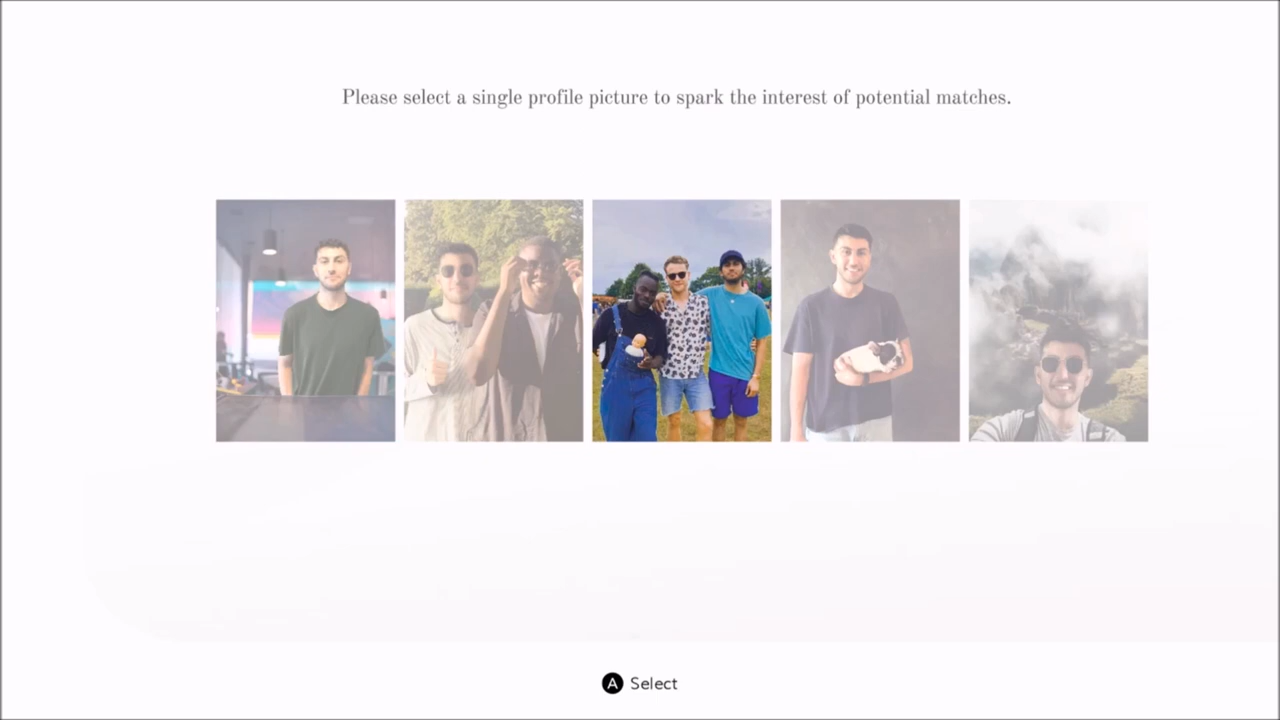 Please select a single profile picture to spark the interest of potential matches.
A Select